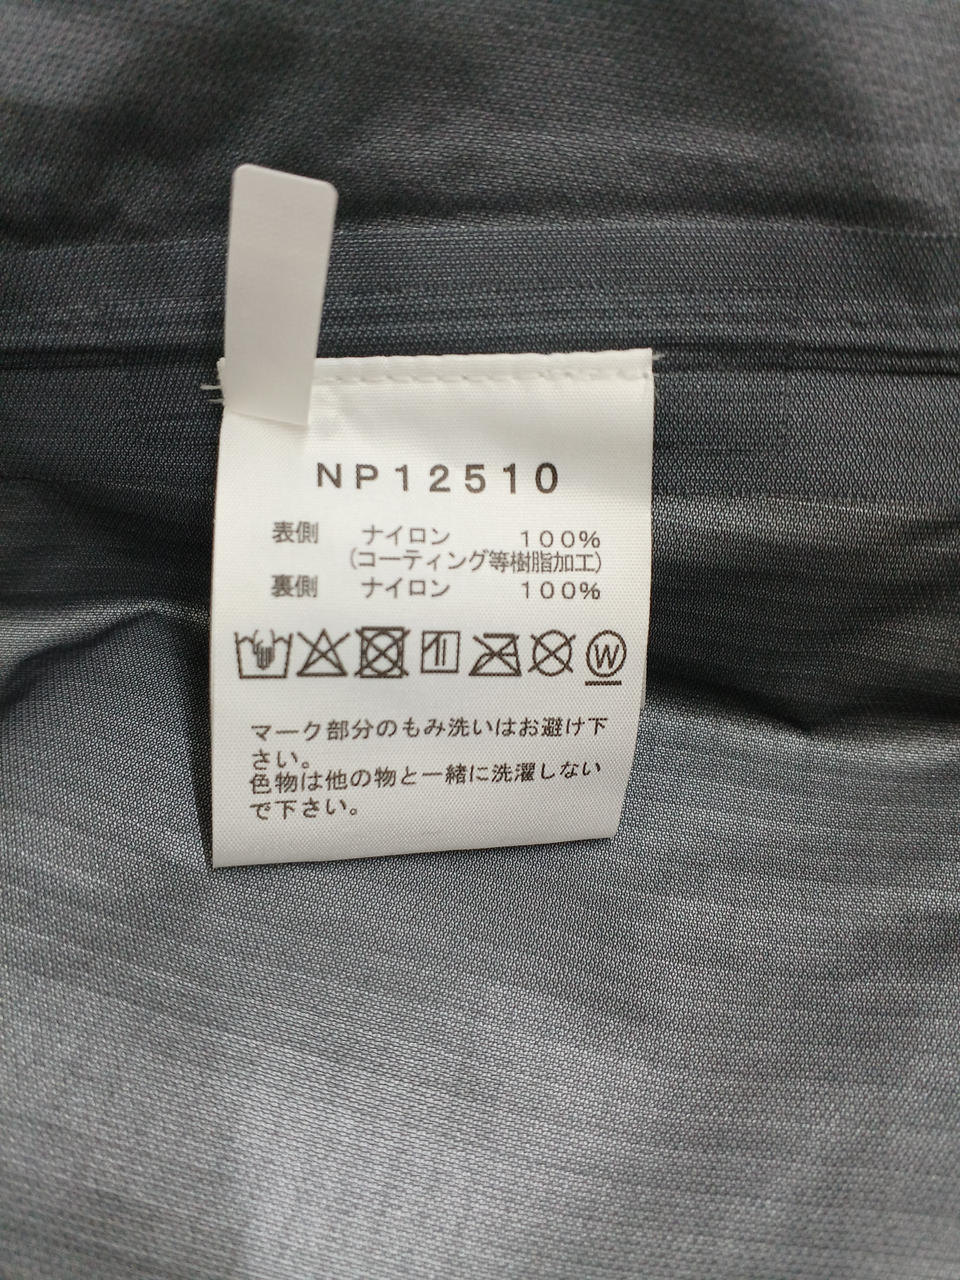 NP12510
表側 ナイロン 100%
(コーティング等樹脂加工)
裏側 ナイロン 100%
W
マーク部分のもみ洗いはお避け下
さい。
色物は他の物と一緒に洗濯しない
で下さい。